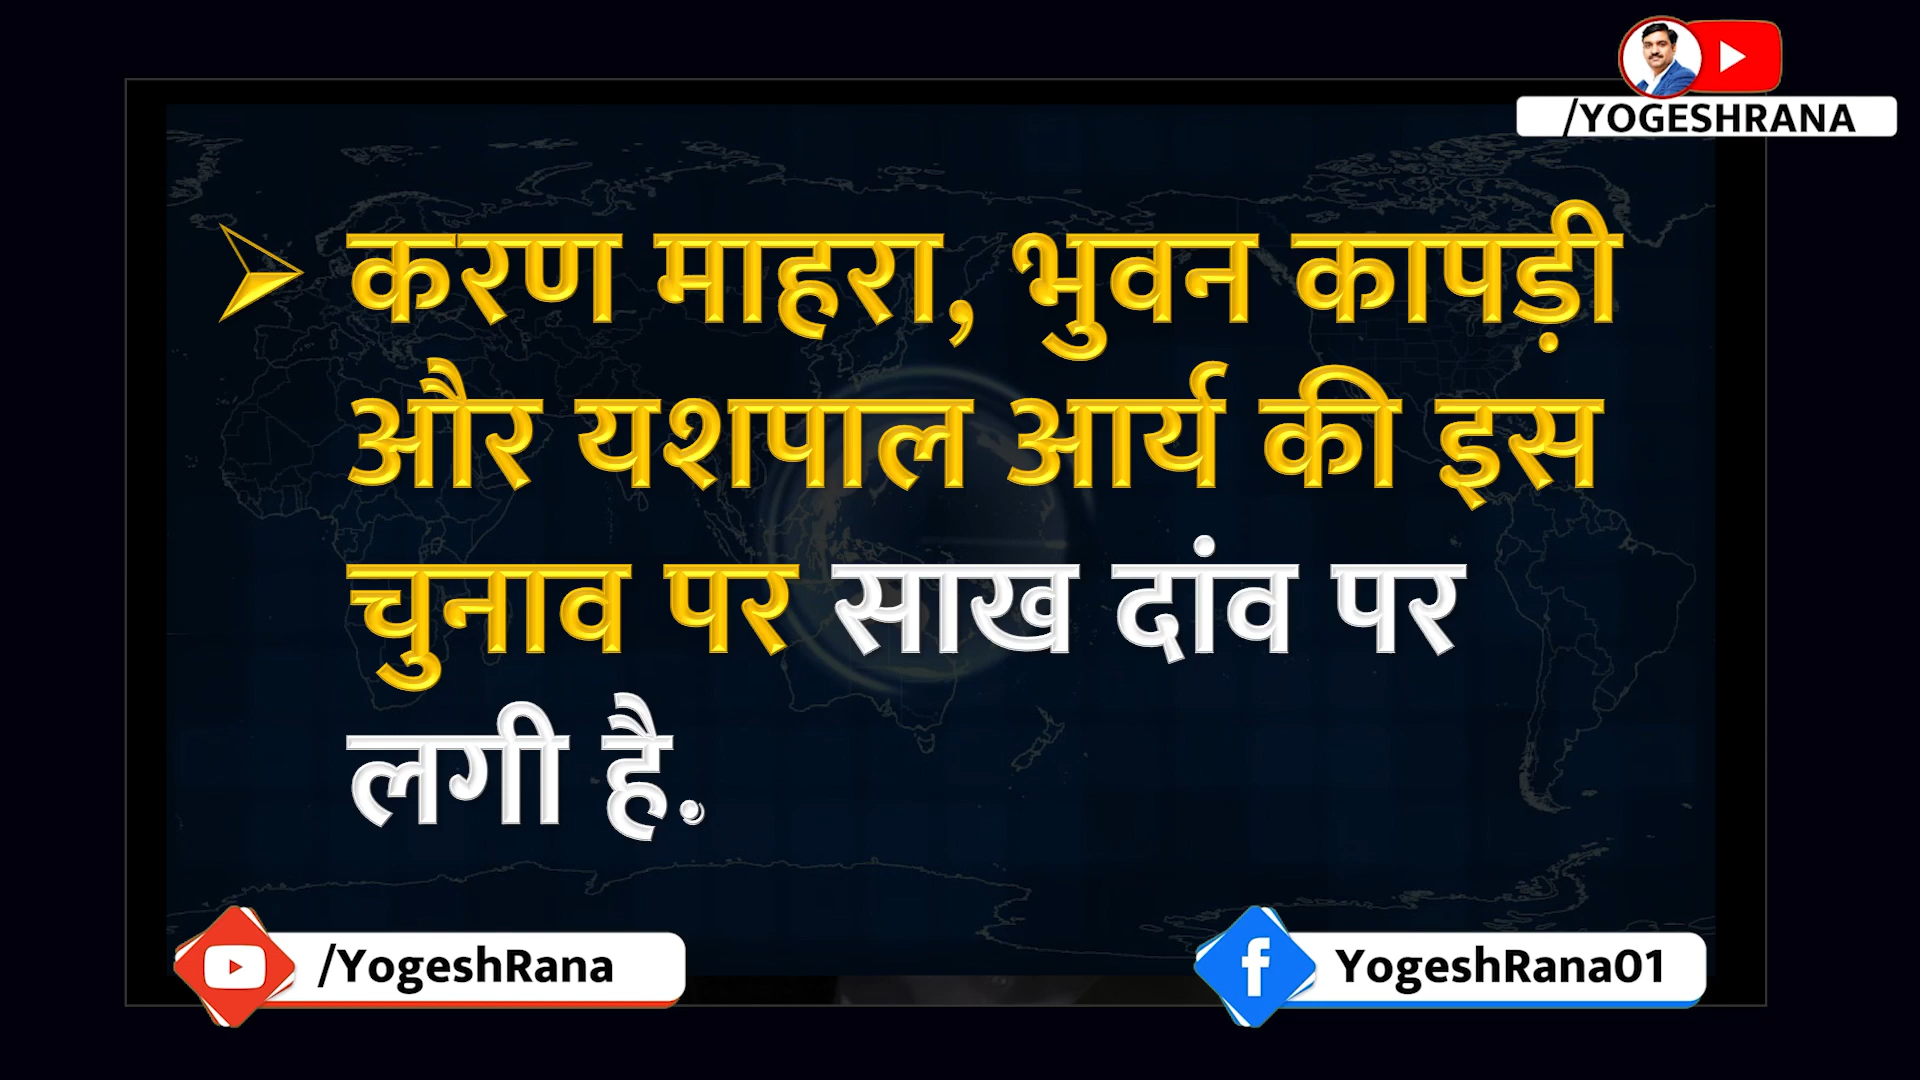 /YOGESHRANA
करण माहरा, भुवन कापड़ी
और यशपाल आर्य की इस
चुनाव पर साख दांव पर
लगी है.
/YogeshRana
YogeshRana01